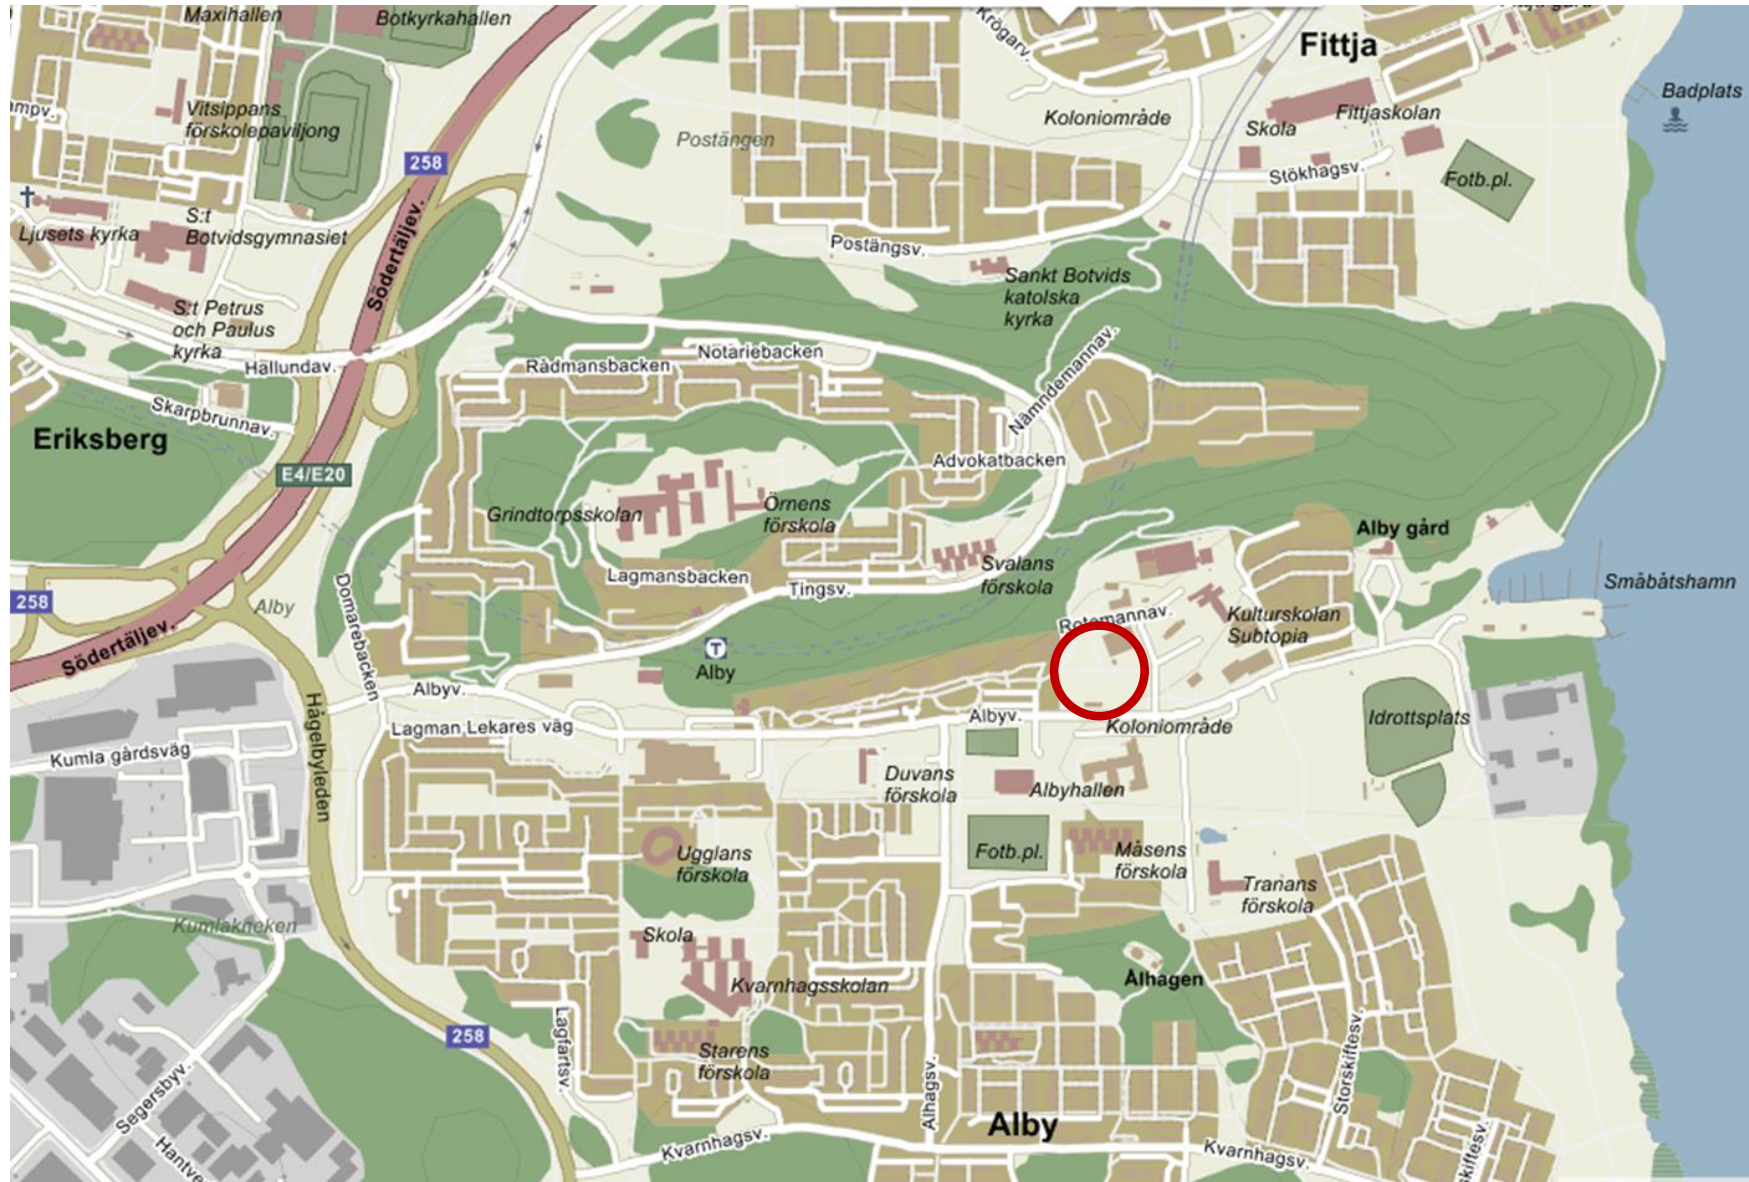 Maxihallen
Botkyrkahallen
Krögarv.
Fittja
Badplats
Vitsippans
förskolepaviljong
Postängen
Koloniområde
Skola
Fittjaskolan
258
Stökhagsv.
Fotb.pl.
Ljusets kyrka
S:t
Botvidsgymnasiet
Södertäljev.
Postängsv.
Sankt Botvids
katolska
kyrka
S:t Petrus
och Paulus
kyrka
Hallundav.
Rådmansbacken
Notariebacken
Nämndemannav.
Skarpbrunnav.
Eriksberg
Advokatbacken
E4/E20
Grindtorpsskolan
Örnens
förskola
Alby gård
Svalans
förskola
Lagmansbacken
Tingsv.
Småbåtshamn
258
Alby
Domarebacken
Rotemannav.
Kulturskolan
Subtopia
Södertäljev.
Alby
Albyv.
Albyv.
Lagman Lekares väg
Koloniområde
Idrottsplats
Kumla gårdsväg
Hågelbyleden
Duvans
förskola
Albyhallen
Ugglans
förskola
Fotb.pl.
Måsens
förskola
Tranans
förskola
Kumlakneken
Skola
Kvarnhagsskolan
Ålhagen
258
Lagfartsv.
Starens
förskola
Storskiftesv.
Segersbyv.
Alhagsv.
Alby
Kvarnhagsv.
Kvarnhagsv.